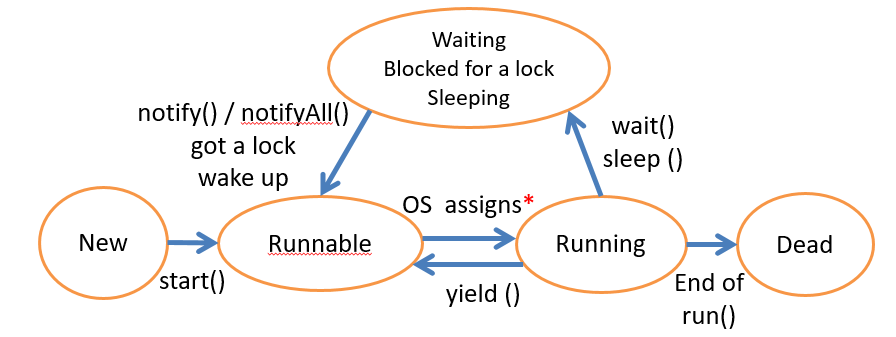 Waiting
Blocked for a lock
Sleeping
notify() / notifyAll()
got a lock
wake up
wait()
sleep ()
New
start()
Runnable
OS  assigns*
yield ()
Running
End of
run()
Dead